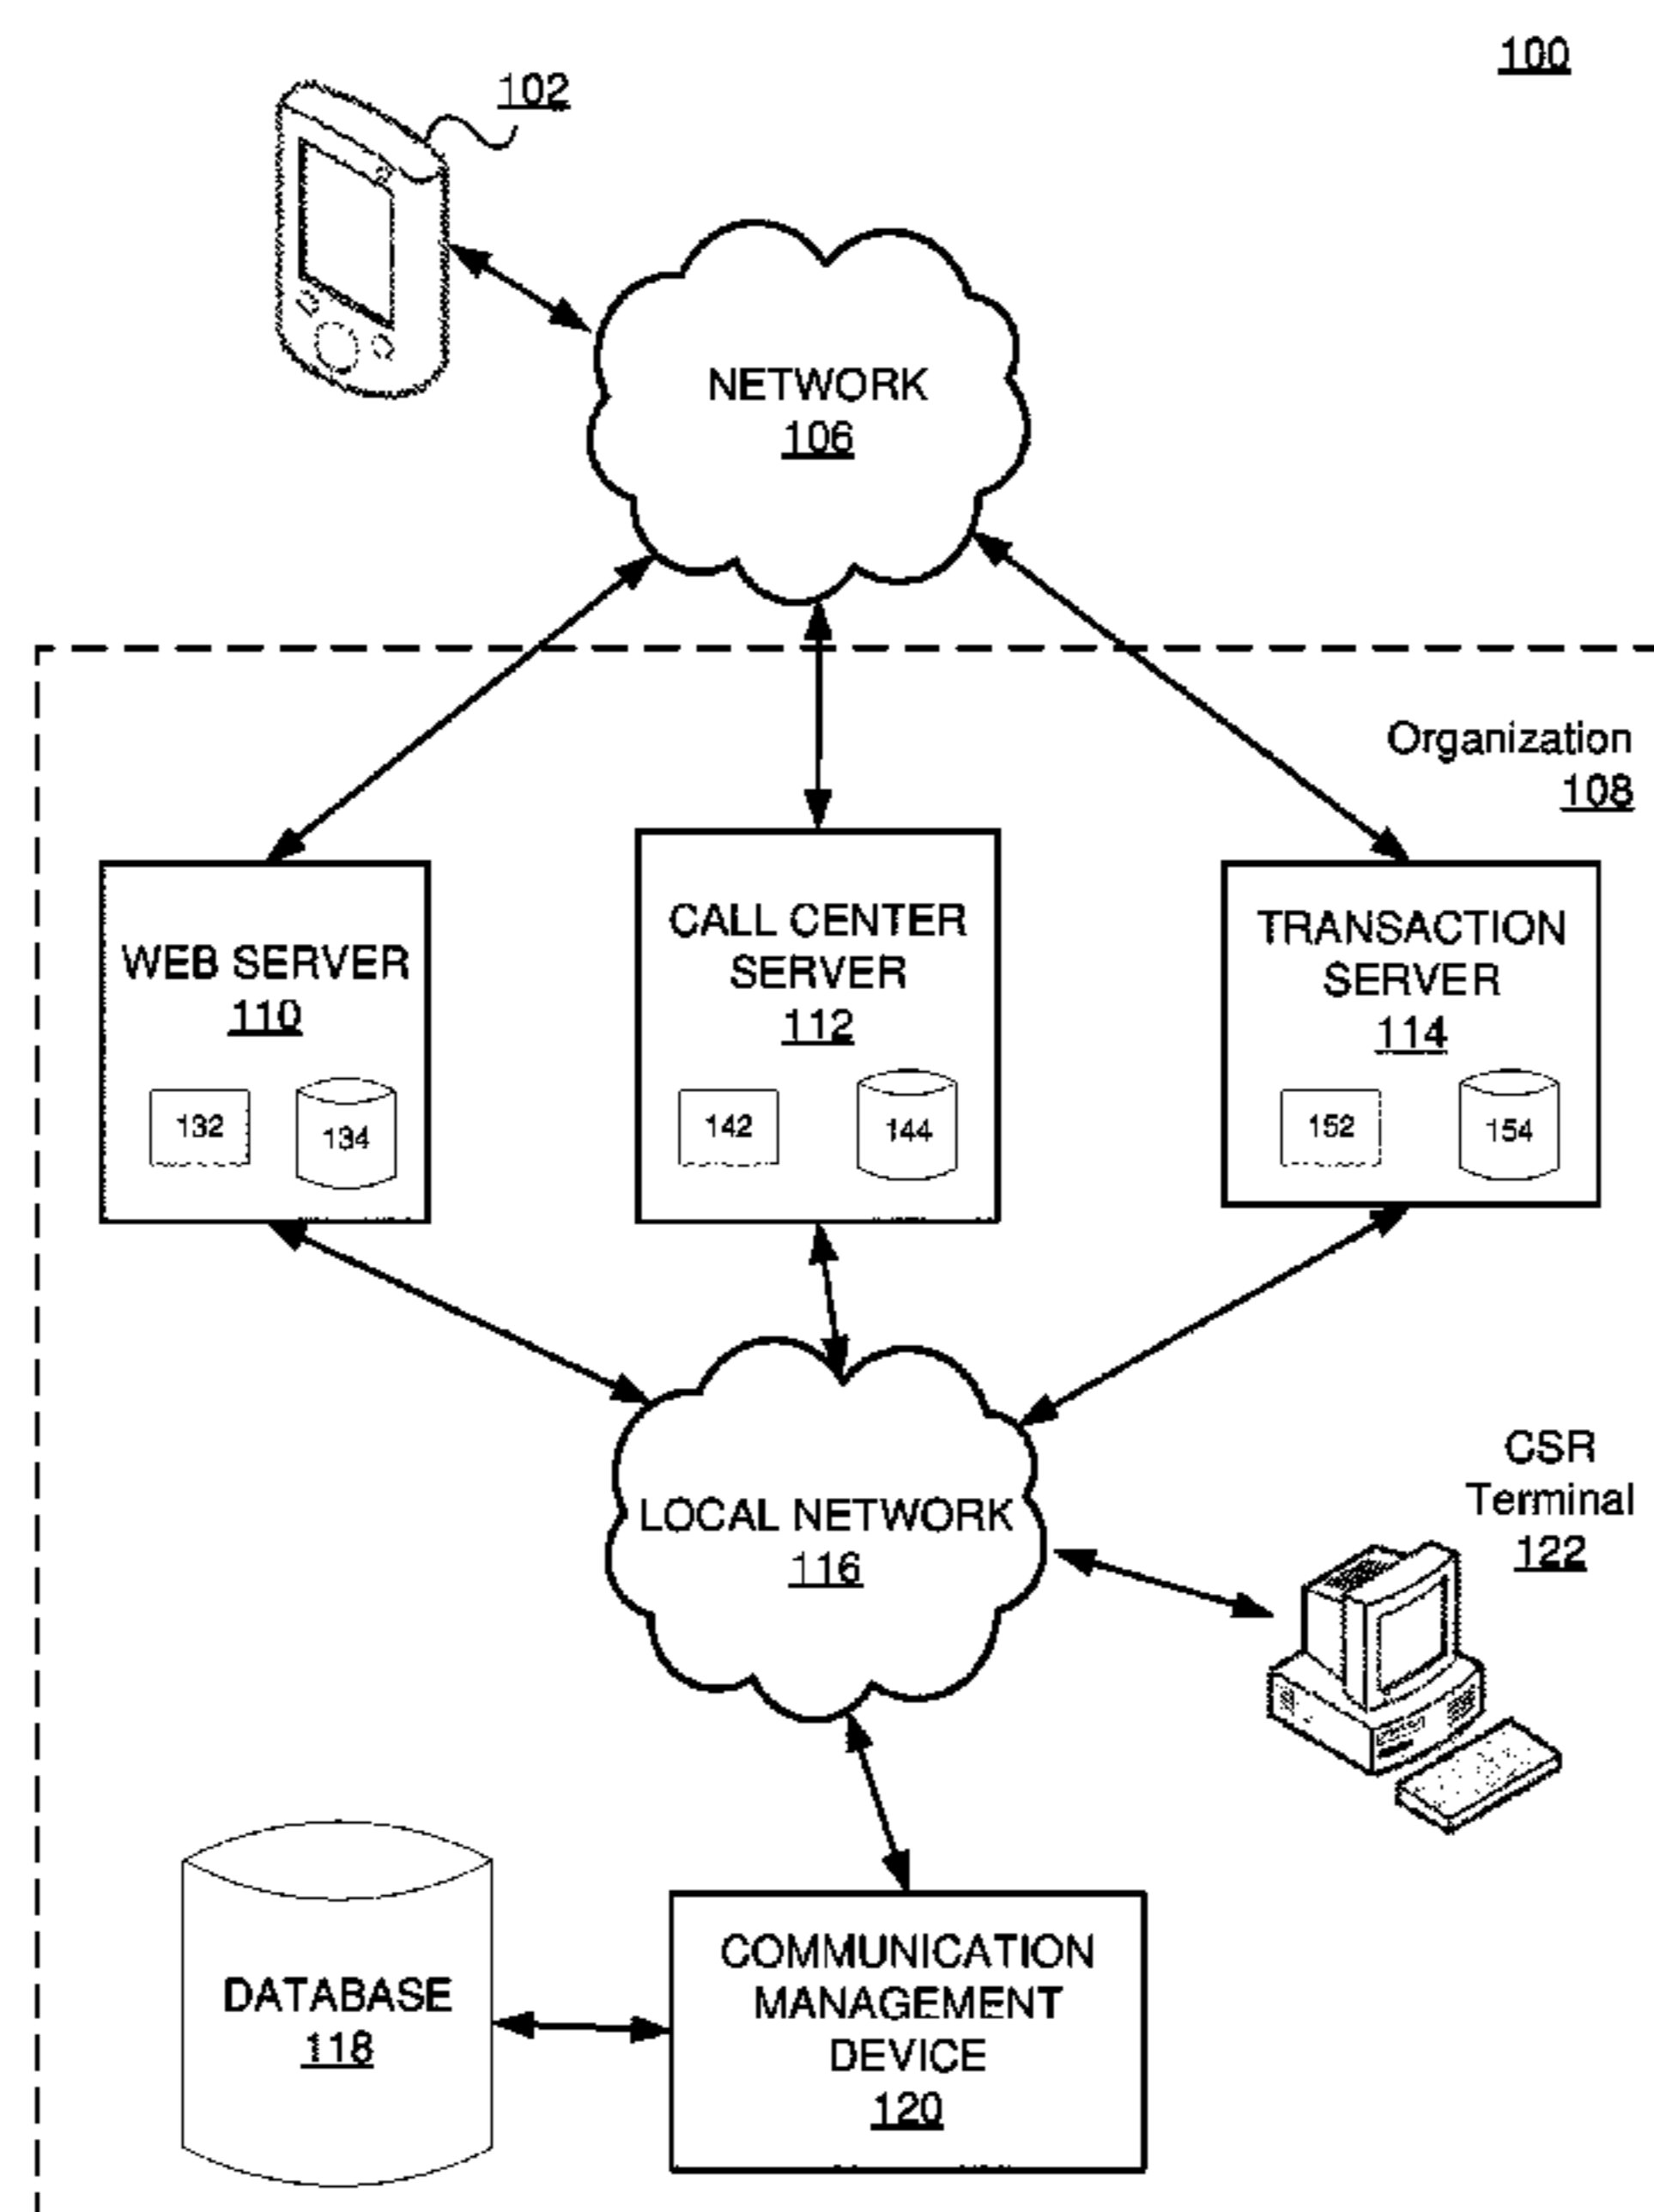 100
102
NETWORK
106
Organization
108
WEB SERVER
110
CALL CENTER
SERVER
112
TRANSACTION
SERVER
114
132
134
142
144
152
154
LOCAL NETWORK
116
CSR
Terminal
122
DATABASE
118
COMMUNICATION
MANAGEMENT
DEVICE
120